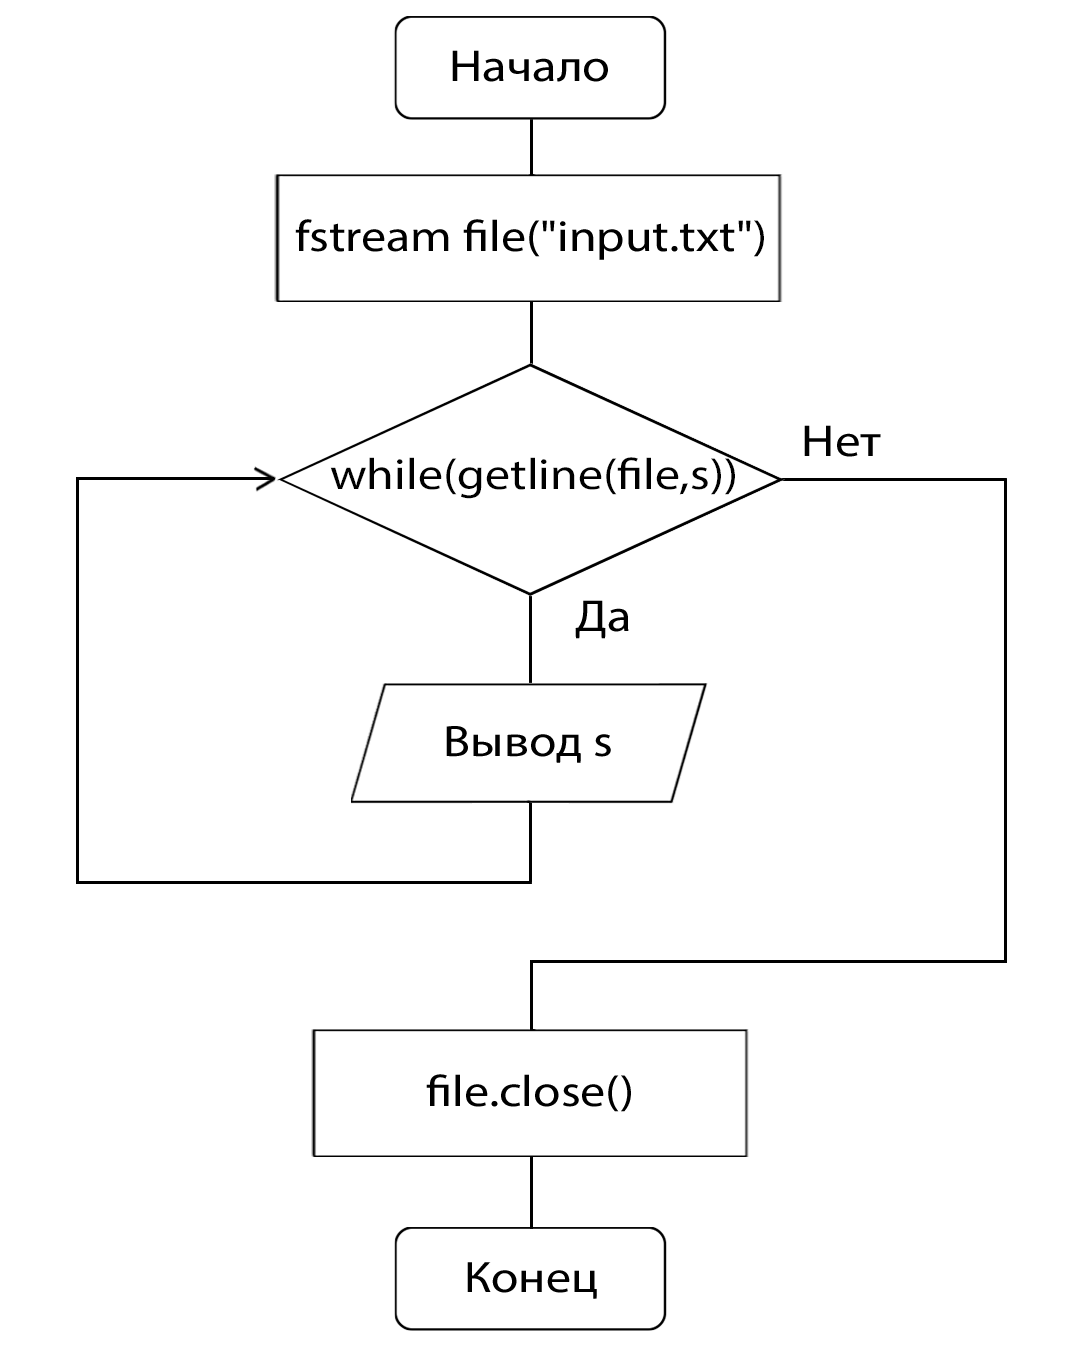 Начало
fstream file("input.txt")
while(getline(file,s))
Нет
Да
Вывод s
file.close()
Конец